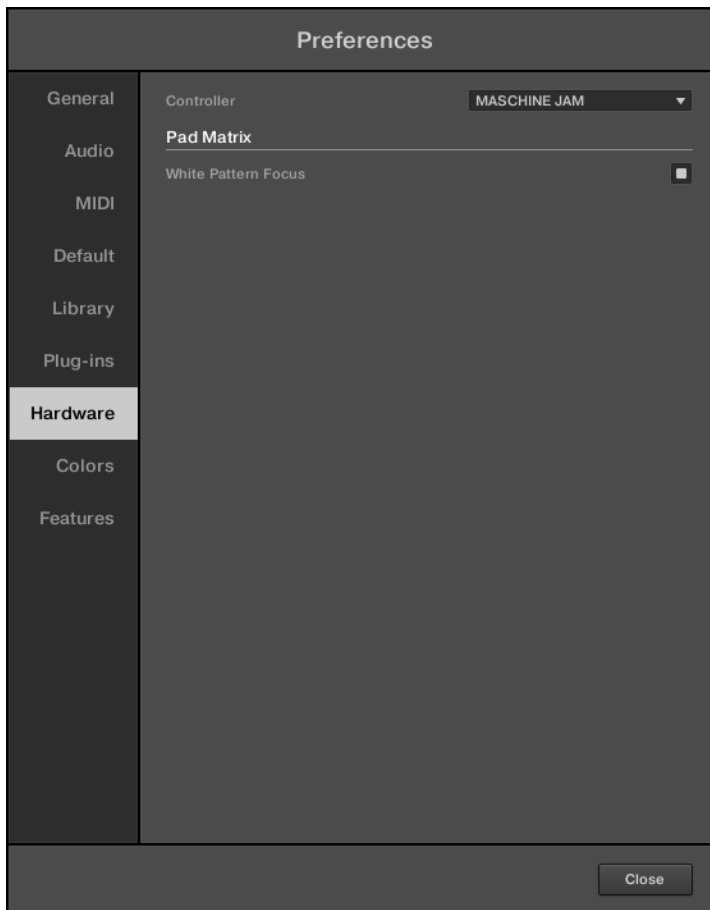 Preferences
General
Audio
MIDI
Default
Library
Plug-ins
Hardware
Colors
Features
Controller MASCHINE JAM
Pad Matrix
White Pattern Focus
Close